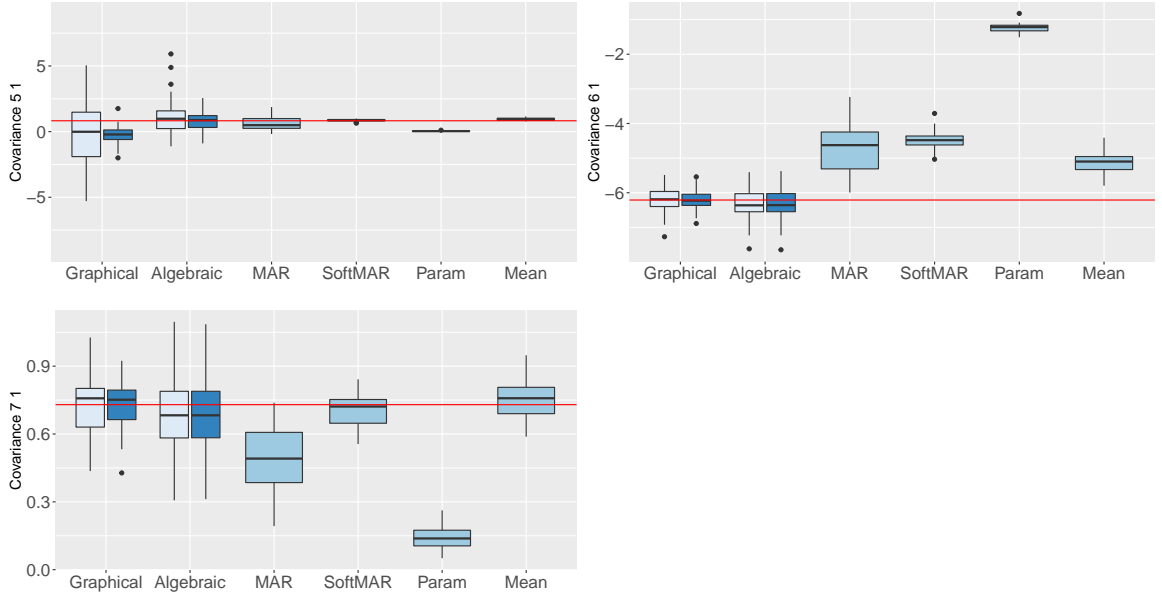 Covariance 5 1
5
0
−5
Graphical Algebraic MAR SoftMAR Param Mean
Covariance 6 1
−2
−4
−6
Graphical Algebraic MAR SoftMAR Param Mean
Covariance 7 1
0.9
0.6
0.3
0.0
Graphical Algebraic MAR SoftMAR Param Mean